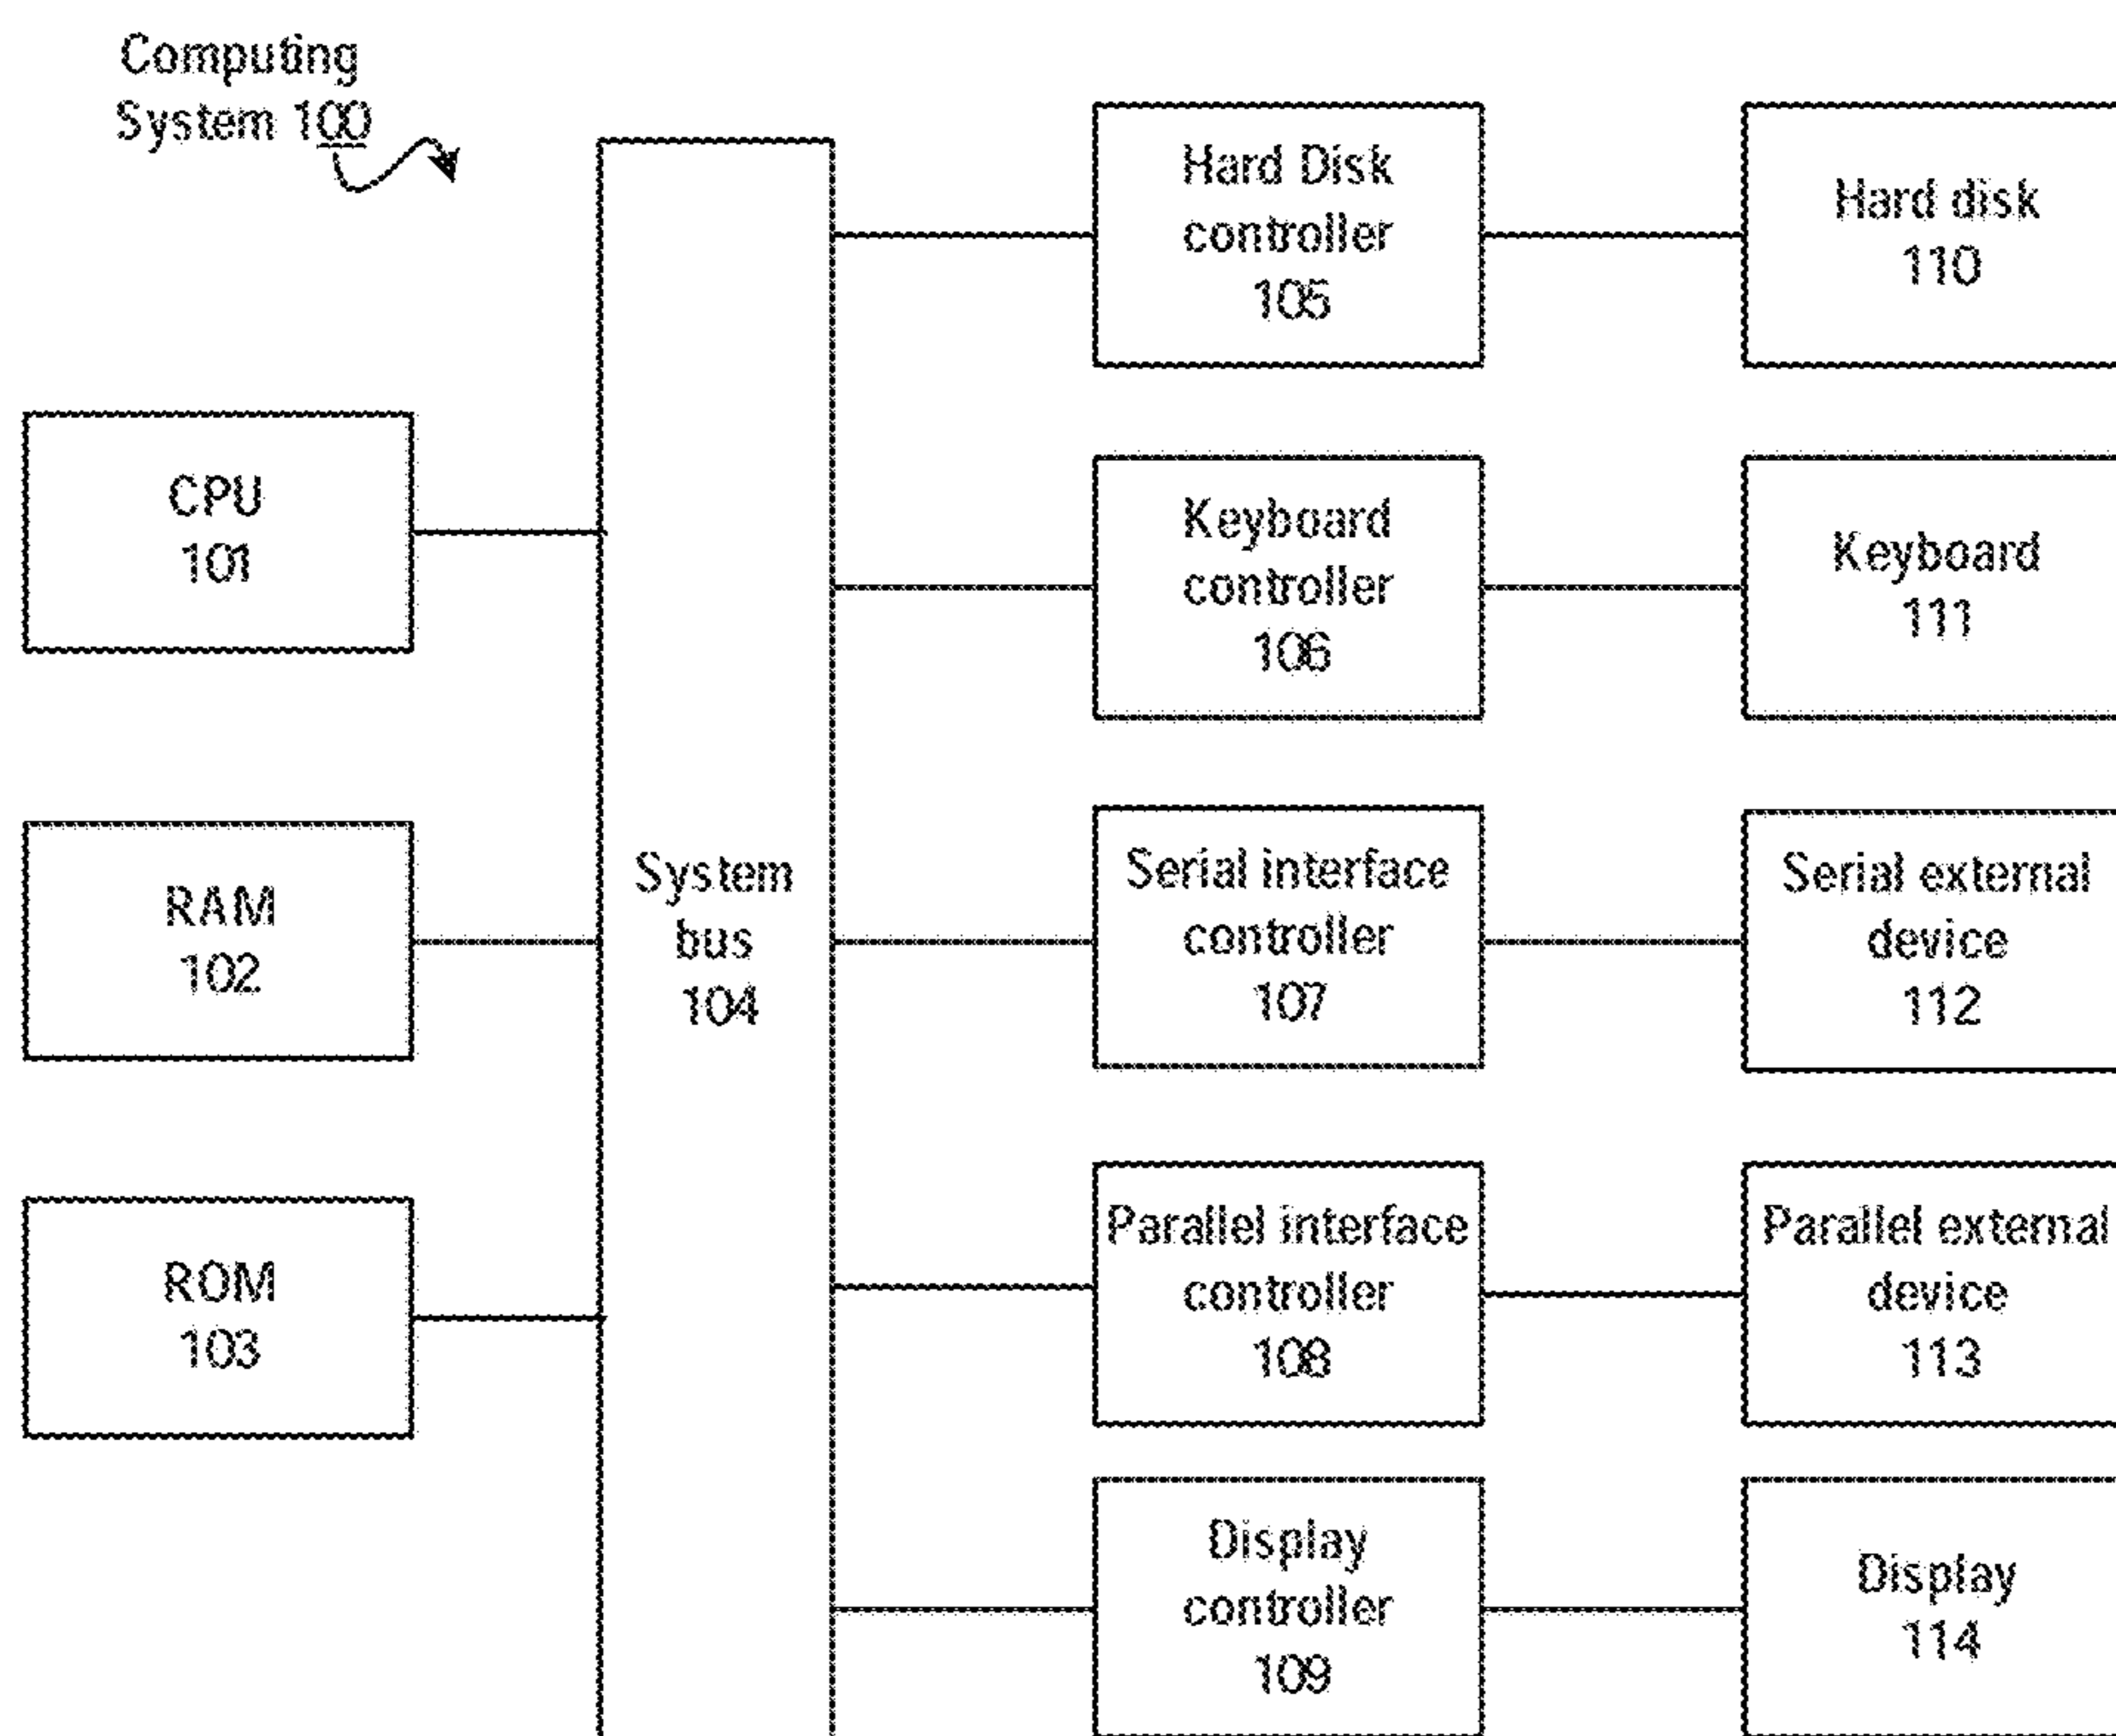 Computing
System 100
Hard Disk
controller
105
Hard disk
110
CPU
101
Keyboard
controller
106
Keyboard
111
RAM
102
System
bus
104
Serial interface
controller
107
Serial external
device
112
ROM
103
Parallel interface
controller
108
Parallel external
device
113
Display
controller
109
Display
114